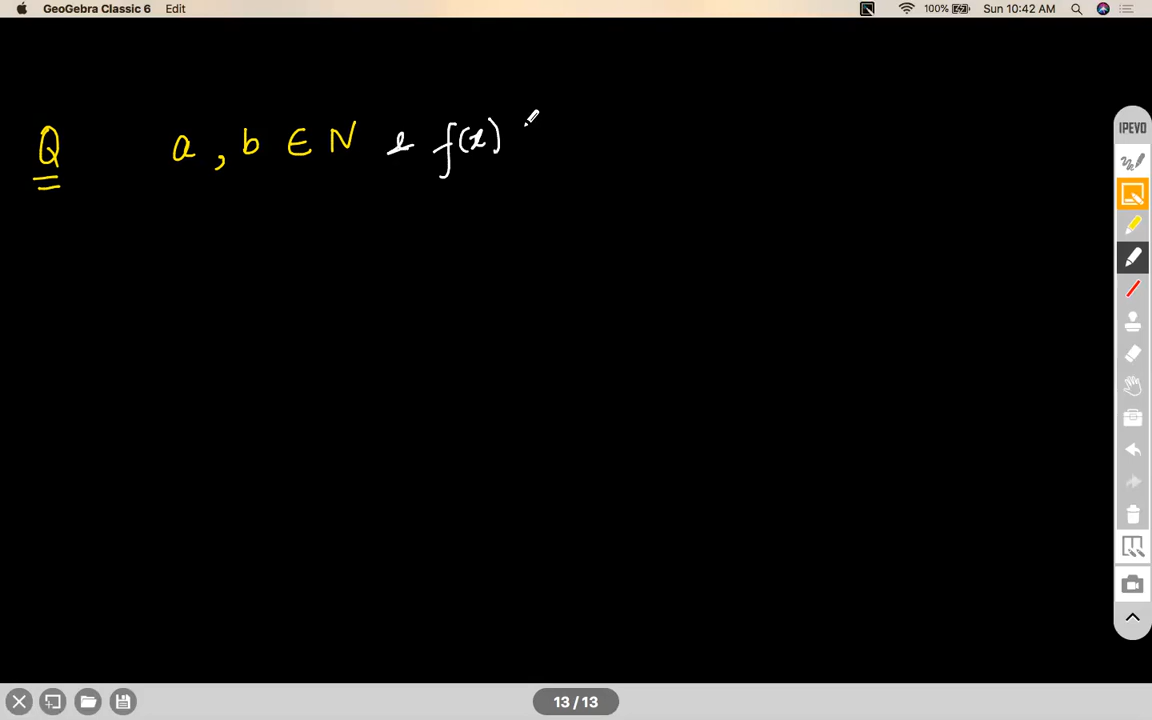 GeoGebra Classic 6 Edit 100% Sun 10:42 AM
IPEVO
Q a , b ∈ N & f(x)
13 / 13